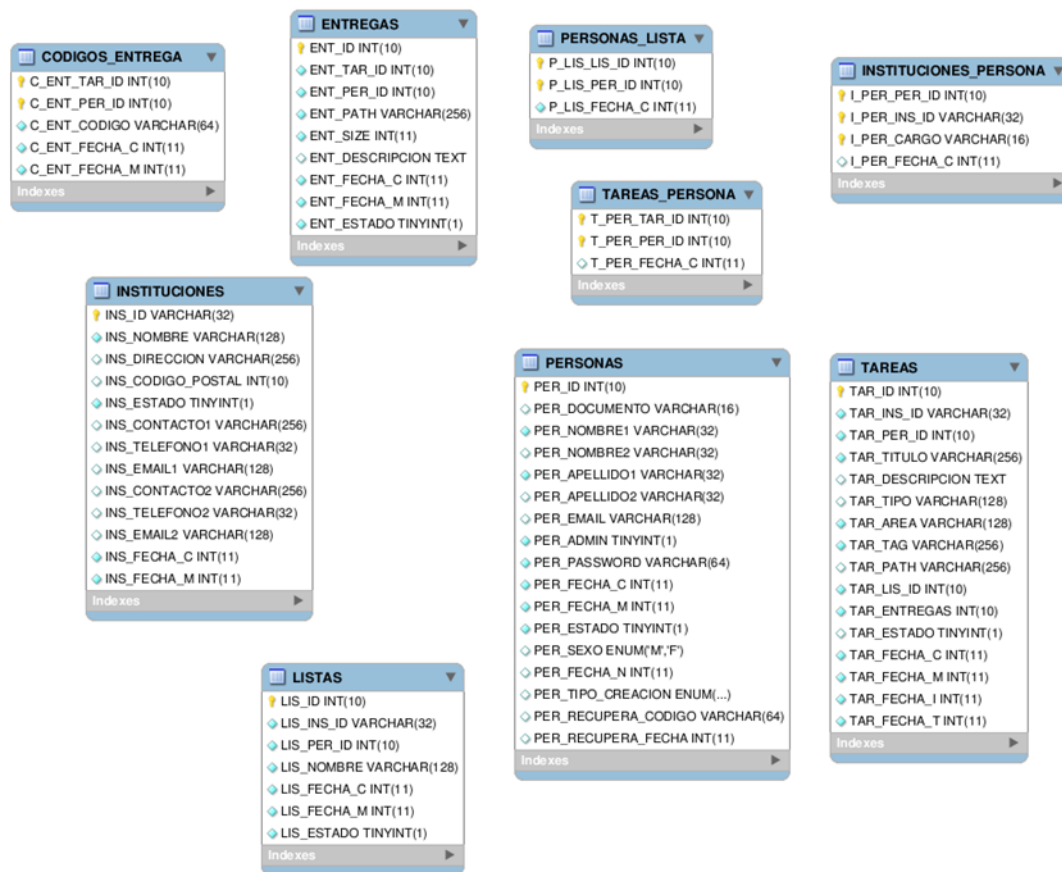 CODIGOS_ENTREGA
C_ENT_TAR_ID INT(10)
C_ENT_PER_ID INT(10)
C_ENT_CODIGO VARCHAR(64)
C_ENT_FECHA_C INT(11)
C_ENT_FECHA_M INT(11)
Indexes
ENTREGAS
ENT_ID INT(10)
ENT_TAR_ID INT(10)
ENT_PER_ID INT(10)
ENT_PATH VARCHAR(256)
ENT_SIZE INT(11)
ENT_DESCRIPCION TEXT
ENT_FECHA_C INT(11)
ENT_FECHA_M INT(11)
ENT_ESTADO TINYINT(1)
Indexes
PERSONAS_LISTA
P_LIS_LIS_ID INT(10)
P_LIS_PER_ID INT(10)
P_LIS_FECHA_C INT(11)
Indexes
INSTITUCIONES_PERSONA
I_PER_PER_ID INT(10)
I_PER_INS_ID VARCHAR(32)
I_PER_CARGO VARCHAR(16)
I_PER_FECHA_C INT(11)
Indexes
TAREAS_PERSONA
T_PER_TAR_ID INT(10)
T_PER_PER_ID INT(10)
T_PER_FECHA_C INT(11)
Indexes
INSTITUCIONES
INS_ID VARCHAR(32)
INS_NOMBRE VARCHAR(128)
INS_DIRECCION VARCHAR(256)
INS_CODIGO_POSTAL INT(10)
INS_ESTADO TINYINT(1)
INS_CONTACTO1 VARCHAR(256)
INS_TELEFONO1 VARCHAR(32)
INS_EMAIL1 VARCHAR(128)
INS_CONTACTO2 VARCHAR(256)
INS_TELEFONO2 VARCHAR(32)
INS_EMAIL2 VARCHAR(128)
INS_FECHA_C INT(11)
INS_FECHA_M INT(11)
Indexes
PERSONAS
PER_ID INT(10)
PER_DOCUMENTO VARCHAR(16)
PER_NOMBRE1 VARCHAR(32)
PER_NOMBRE2 VARCHAR(32)
PER_APELLIDO1 VARCHAR(32)
PER_APELLIDO2 VARCHAR(32)
PER_EMAIL VARCHAR(128)
PER_ADMIN TINYINT(1)
PER_PASSWORD VARCHAR(64)
PER_FECHA_C INT(11)
PER_FECHA_M INT(11)
PER_ESTADO TINYINT(1)
PER_SEXO ENUM('M','F')
PER_FECHA_N INT(11)
PER_TIPO_CREACION ENUM(...)
PER_RECUPERA_CODIGO VARCHAR(64)
PER_RECUPERA_FECHA INT(11)
Indexes
TAREAS
TAR_ID INT(10)
TAR_INS_ID VARCHAR(32)
TAR_PER_ID INT(10)
TAR_TITULO VARCHAR(256)
TAR_DESCRIPCION TEXT
TAR_TIPO VARCHAR(128)
TAR_AREA VARCHAR(128)
TAR_TAG VARCHAR(256)
TAR_PATH VARCHAR(256)
TAR_LIS_ID INT(10)
TAR_ENTREGAS INT(10)
TAR_ESTADO TINYINT(1)
TAR_FECHA_C INT(11)
TAR_FECHA_M INT(11)
TAR_FECHA_I INT(11)
TAR_FECHA_T INT(11)
Indexes
LISTAS
LIS_ID INT(10)
LIS_INS_ID VARCHAR(32)
LIS_PER_ID INT(10)
LIS_NOMBRE VARCHAR(128)
LIS_FECHA_C INT(11)
LIS_FECHA_M INT(11)
LIS_ESTADO TINYINT(1)
Indexes